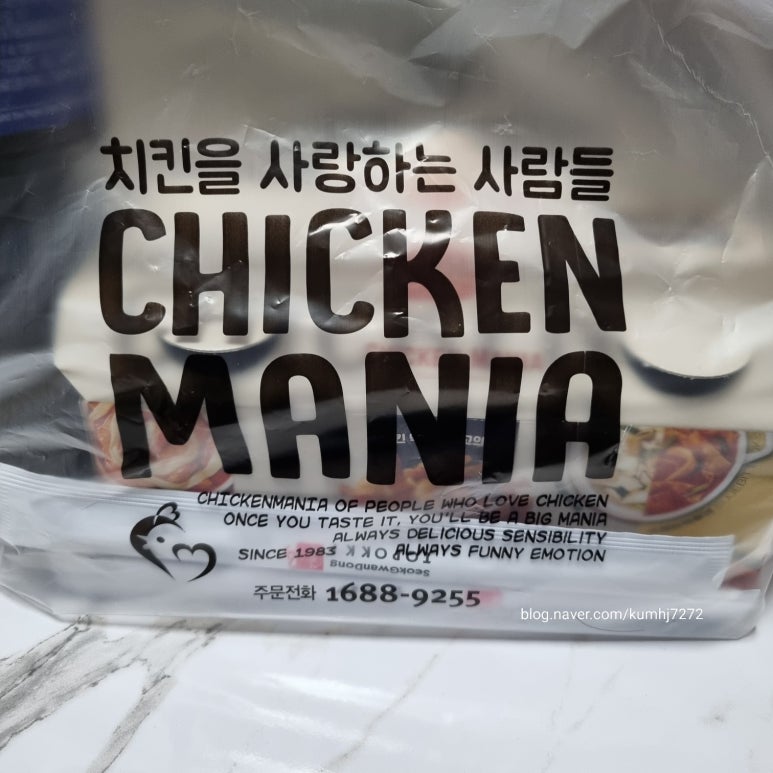 치킨을 사랑하는 사람들
CHICKEN
MANIA
CHICKENMANIA OF PEOPLE WHO LOVE CHICKEN
ONCE YOU TASTE IT, YOU'LL BE A BIG MANIA
ALWAYS DELICIOUS SENSIBILITY
SINCE 1983 ALWAYS FUNNY EMOTION
TOPOKKI
SeokGwanDong
주문전화 1688-9255
blog.naver.com/kumhj7272